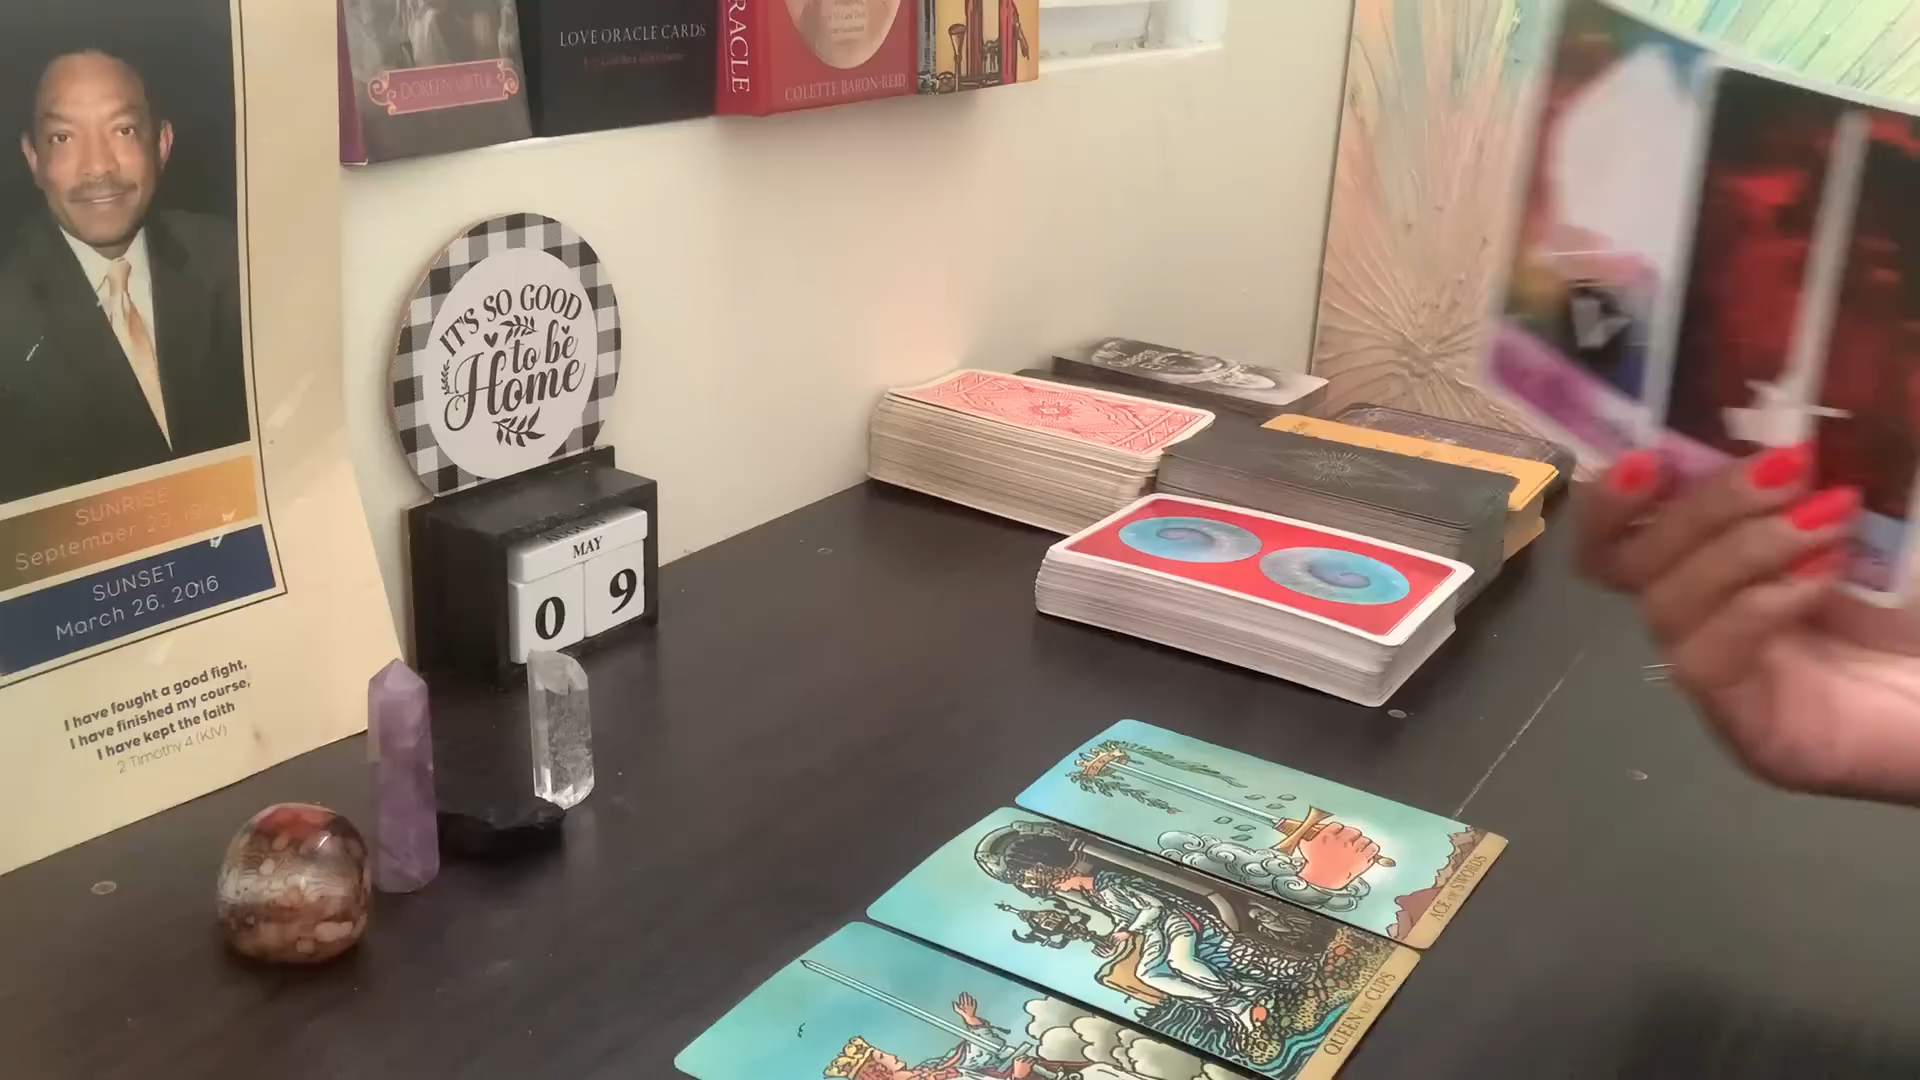 DOREEN VIRTUE
LOVE ORACLE CARDS
ORACLE
COLETTE BARON-REID
IT'S SO GOOD
to be
Home
MAY
0 9
SUNRISE
September 23, 19
SUNSET
March 26, 2016
I have fought a good fight,
I have finished my course,
I have kept the faith
2 Timothy 4 (KJV)
ACE OF SWORDS
QUEEN OF CUPS